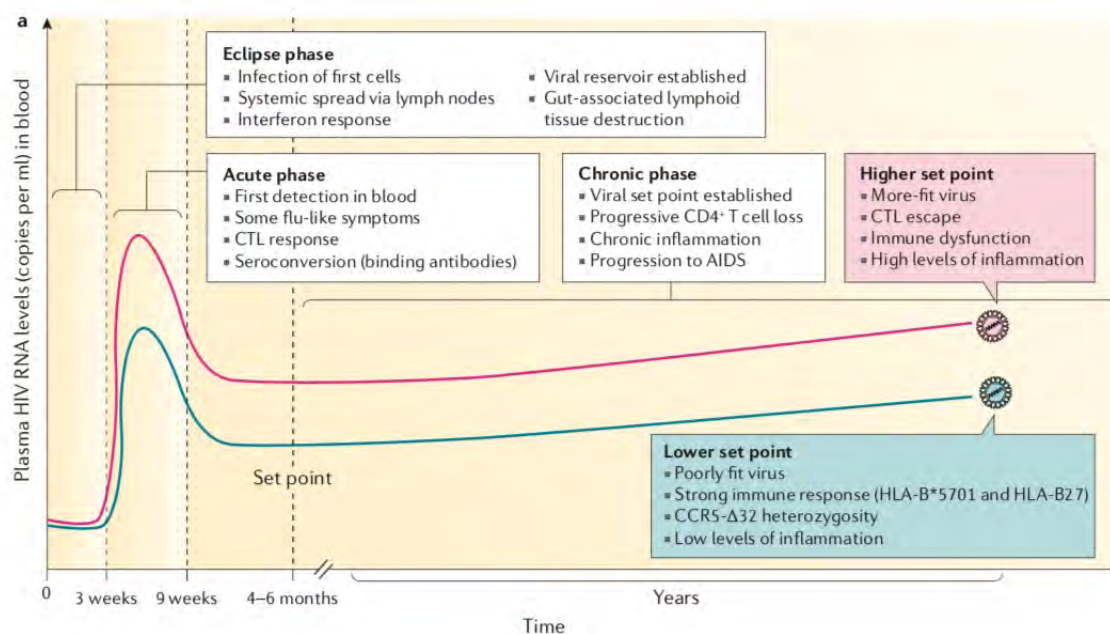 a
Plasma HIV RNA levels (copies per ml) in blood
Eclipse phase
▪ Infection of first cells
▪ Systemic spread via lymph nodes
▪ Interferon response
▪ Viral reservoir established
▪ Gut-associated lymphoid
tissue destruction
Acute phase
▪ First detection in blood
▪ Some flu-like symptoms
▪ CTL response
▪ Seroconversion (binding antibodies)
Chronic phase
▪ Viral set point established
▪ Progressive CD4⁺ T cell loss
▪ Chronic inflammation
▪ Progression to AIDS
Higher set point
▪ More-fit virus
▪ CTL escape
▪ Immune dysfunction
▪ High levels of inflammation
Set point
Lower set point
▪ Poorly fit virus
▪ Strong immune response (HLA-B*5701 and HLA-B27)
▪ CCR5-Δ32 heterozygosity
▪ Low levels of inflammation
0
3 weeks
9 weeks
4–6 months
Years
Time